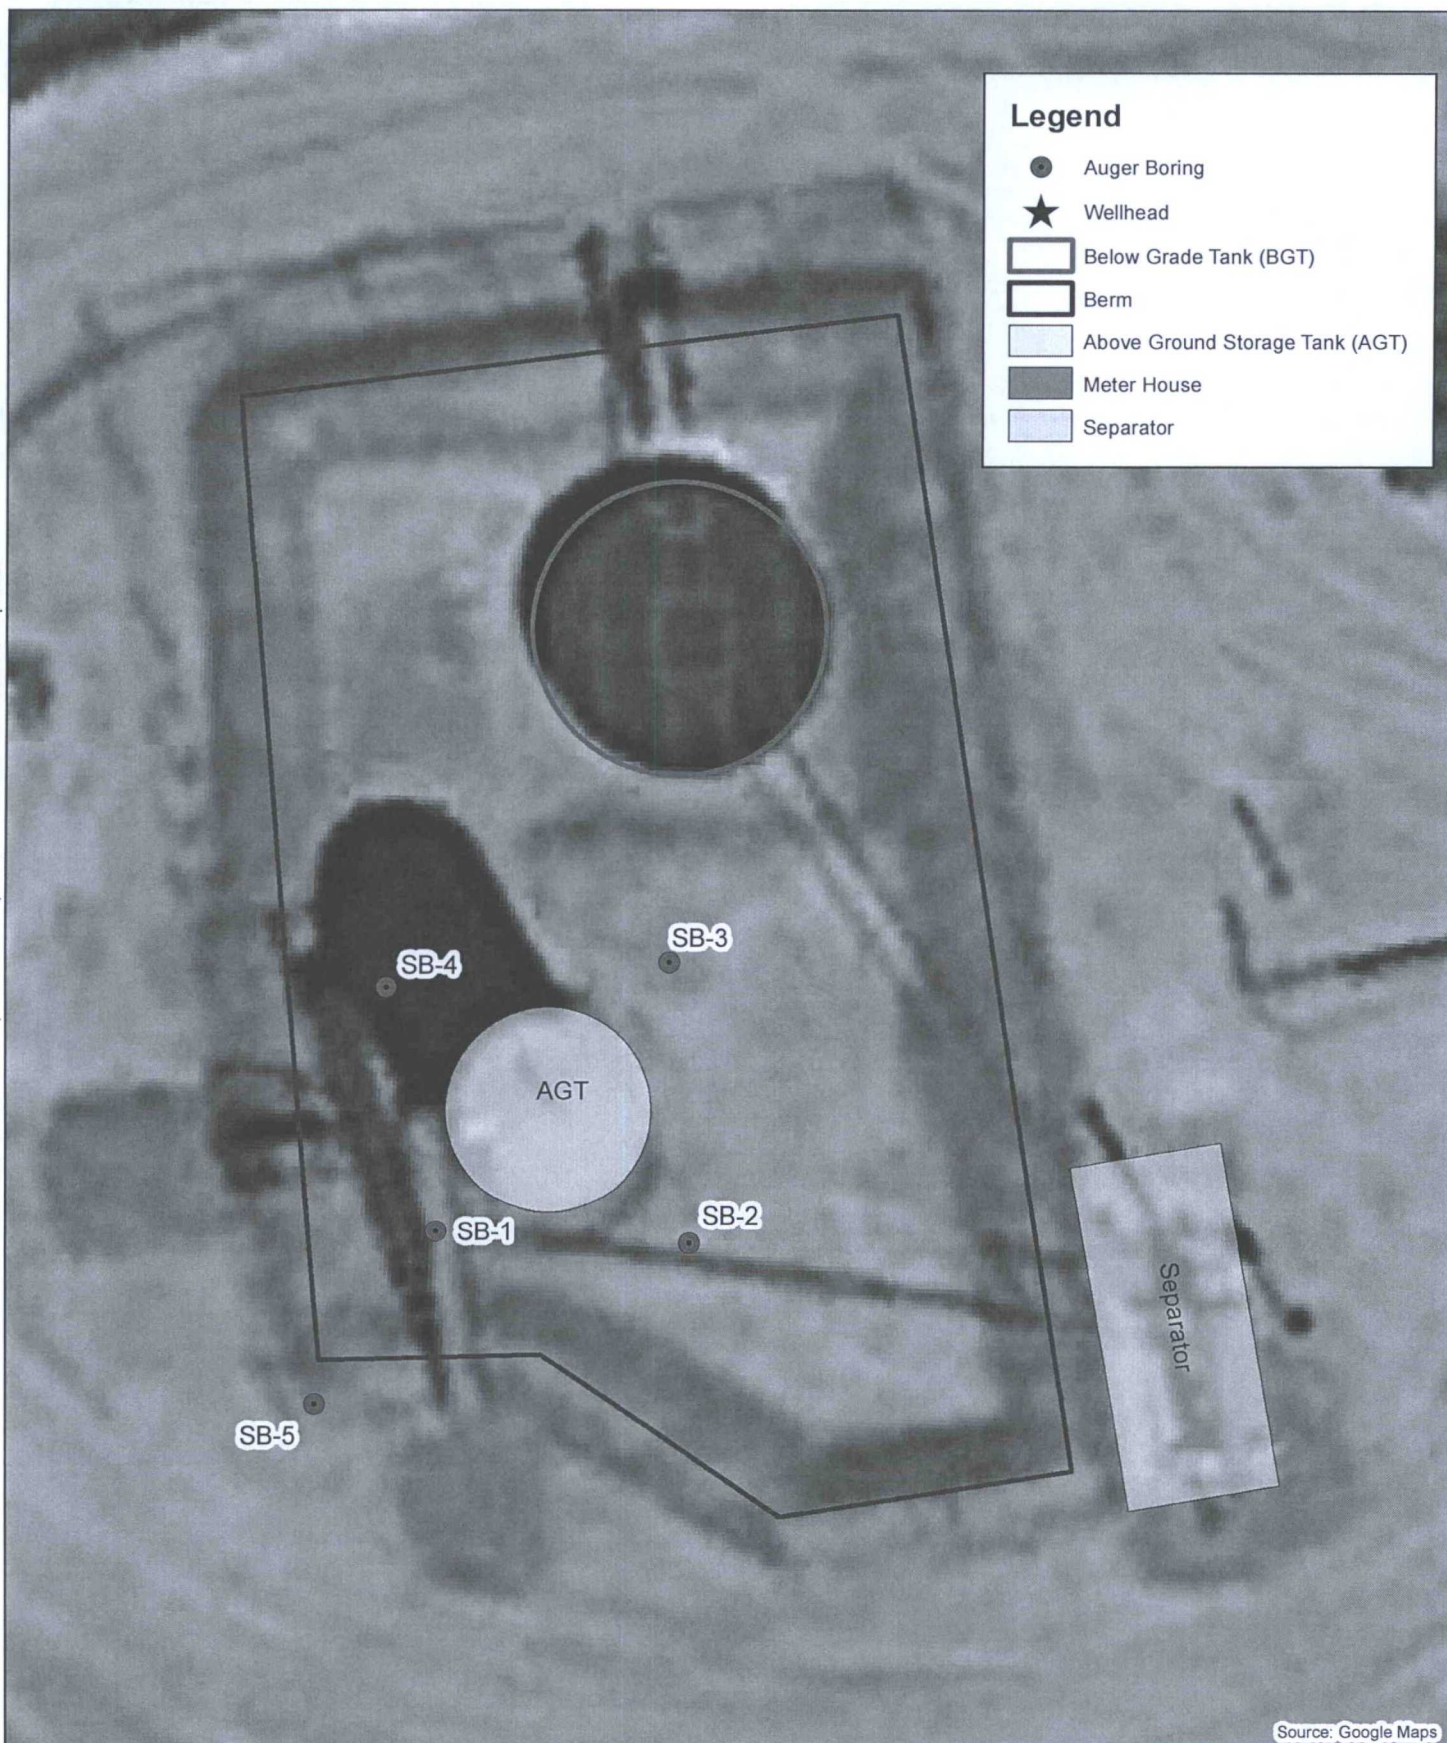 Legend
Auger Boring
Wellhead
Below Grade Tank (BGT)
Berm
Above Ground Storage Tank (AGT)
Meter House
Separator
SB-3
SB-4
AGT
SB-2
SB-1
Separator
SB-5
Source: Google Maps